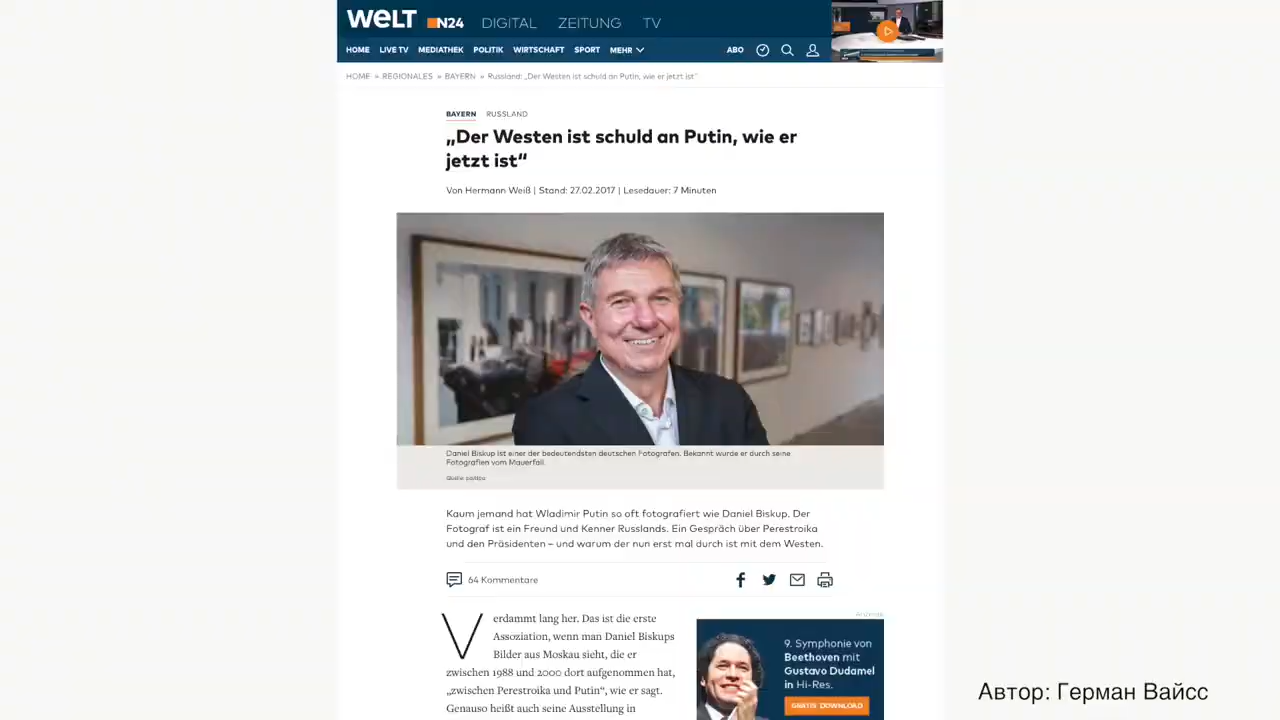 WELT N24 DIGITAL ZEITUNG TV
HOME LIVE TV MEDIATHEK POLITIK WIRTSCHAFT SPORT MEHR ABO
HOME » REGIONALES » BAYERN » Russland: „Der Westen ist schuld an Putin, wie er jetzt ist“
BAYERN RUSSLAND
„Der Westen ist schuld an Putin, wie er
jetzt ist“
Von Hermann Weiß | Stand: 27.02.2017 | Lesedauer: 7 Minuten
Daniel Biskup ist einer der bedeutendsten deutschen Fotografen. Bekannt wurde er durch seine
Fotografien vom Mauerfall.
64 Kommentare
Kaum jemand hat Wladimir Putin so oft fotografiert wie Daniel Biskup. Der
Fotograf ist ein Freund und Kenner Russlands. Ein Gespräch über Perestroika
und den Präsidenten – und warum der nun erst mal durch ist mit dem Westen.
Verdammt lang her. Das ist die erste
Assoziation, wenn man Daniel Biskups
Bilder aus Moskau sieht, die er
zwischen 1988 und 2000 dort aufgenommen hat,
„zwischen Perestroika und Putin“, wie er sagt.
Genauso heißt auch seine Ausstellung in
Anzeige
9. Symphonie von
Beethoven mit
Gustavo Dudamel
in Hi-Res.
GRATIS DOWNLOAD
Автор: Герман Вайсс